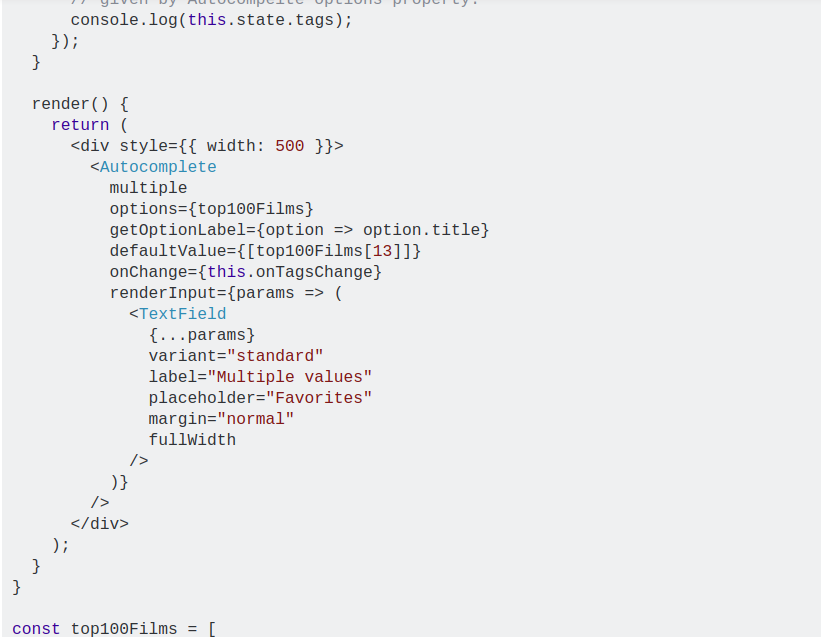 // given by Autocompelte options property.
      console.log(this.state.tags);
    });
  }

  render() {
    return (
      <div style={{ width: 500 }}>
        <Autocomplete
          multiple
          options={top100Films}
          getOptionLabel={option => option.title}
          defaultValue={[top100Films[13]]}
          onChange={this.onTagsChange}
          renderInput={params => (
            <TextField
              {...params}
              variant="standard"
              label="Multiple values"
              placeholder="Favorites"
              margin="normal"
              fullWidth
            />
          )}
        />
      </div>
    );
  }
}

const top100Films = [